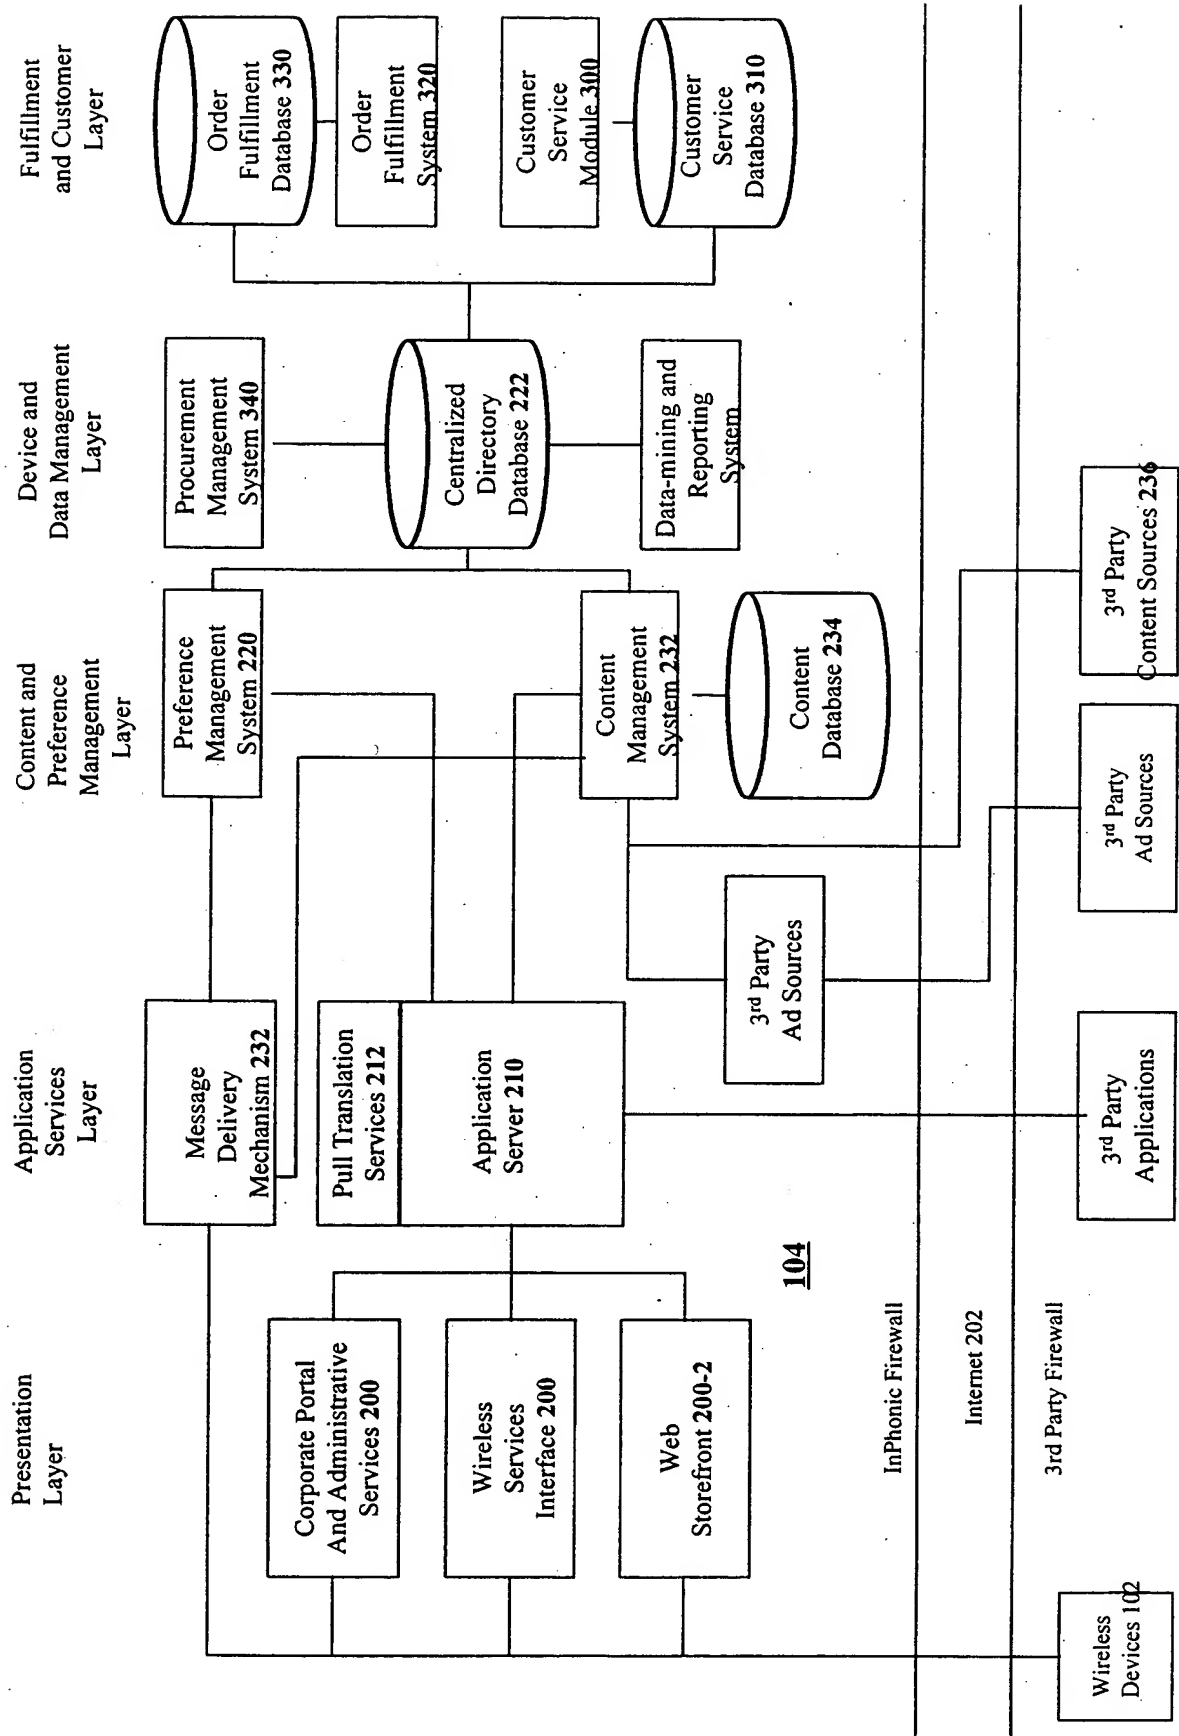 Presentation
Layer
Application
Services
Layer
Content and
Preference
Management
Layer
Device and
Data Management
Layer
Fulfillment
and Customer
Layer
Message
Delivery
Mechanism 232
Preference
Management
System 220
Procurement
Management
System 340
Order
Fulfillment
Database 330
Corporate Portal
And Administrative
Services 200
Pull Translation
Services 212
Order
Fulfillment
System 320
Wireless
Services
Interface 200
Application
Server 210
Centralized
Directory
Database 222
Customer
Service
Module 300
Web
Storefront 200-2
Content
Management
System 232
Data-mining and
Reporting
System
Customer
Service
Database 310
104
3rd Party
Ad Sources
Content
Database 234
InPhonic Firewall
Internet 202
3rd Party Firewall
Wireless
Devices 102
3rd Party
Applications
3rd Party
Ad Sources
3rd Party
Content Sources 236